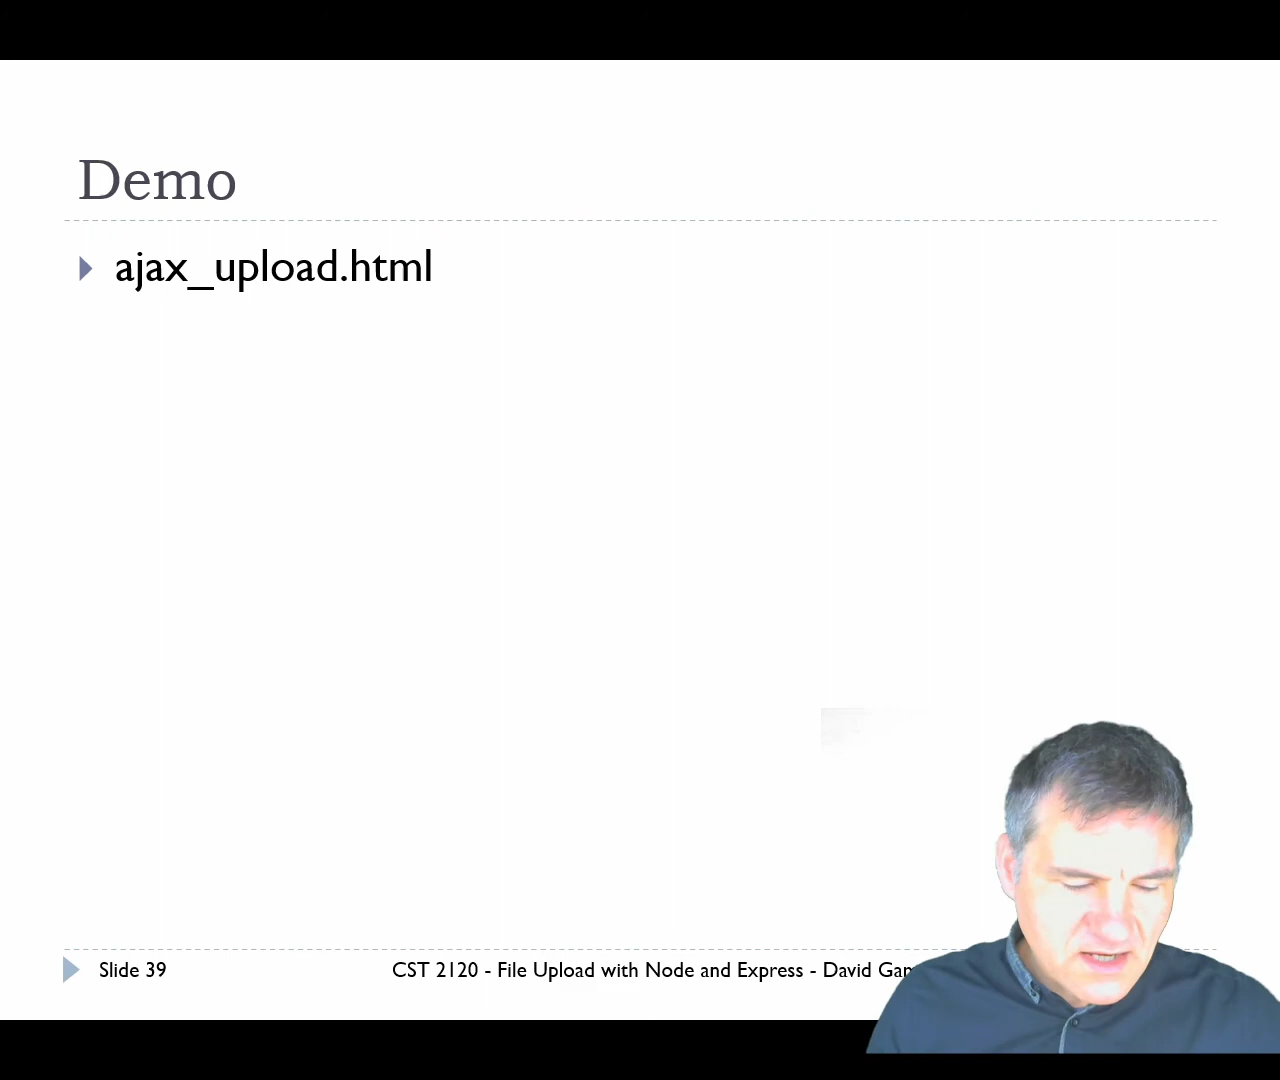 Demo
ajax_upload.html
Slide 39
CST 2120 - File Upload with Node and Express - David